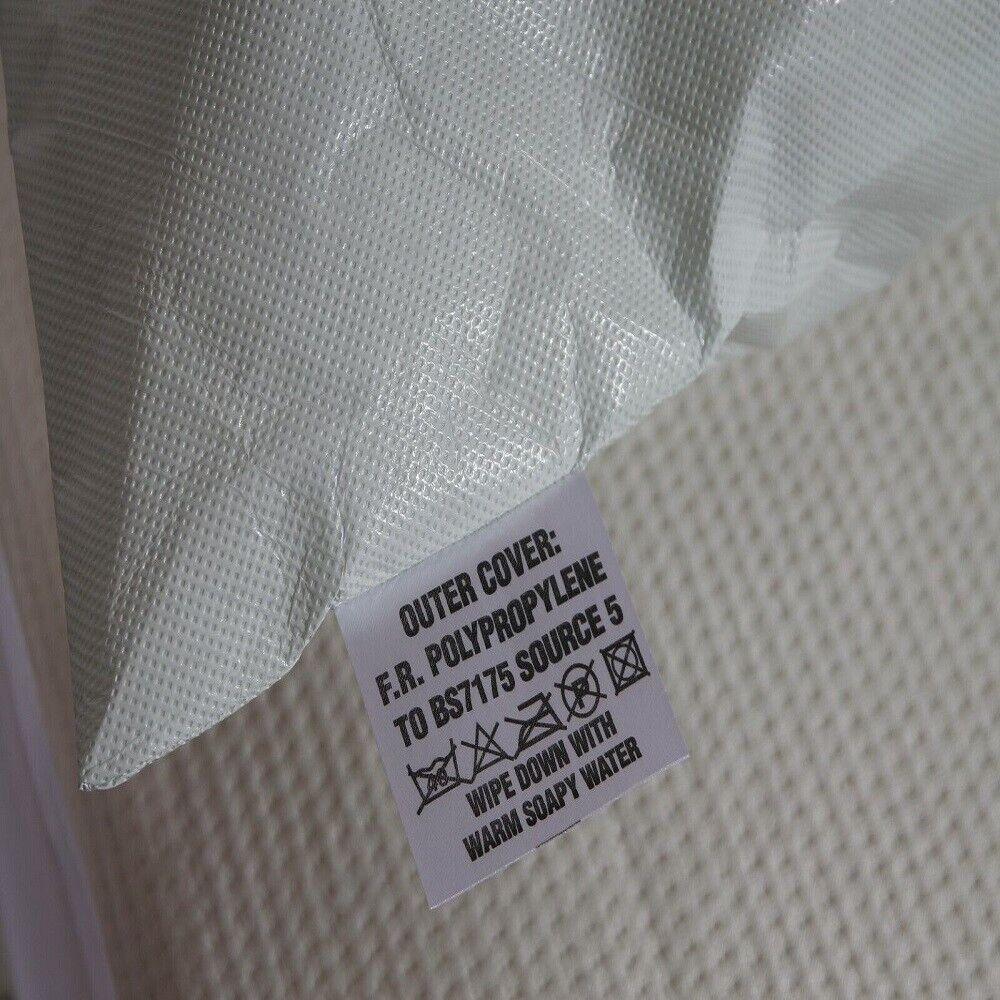 OUTER COVER:
F.R. POLYPROPYLENE
TO BS7175 SOURCE 5
WIPE DOWN WITH
WARM SOAPY WATER